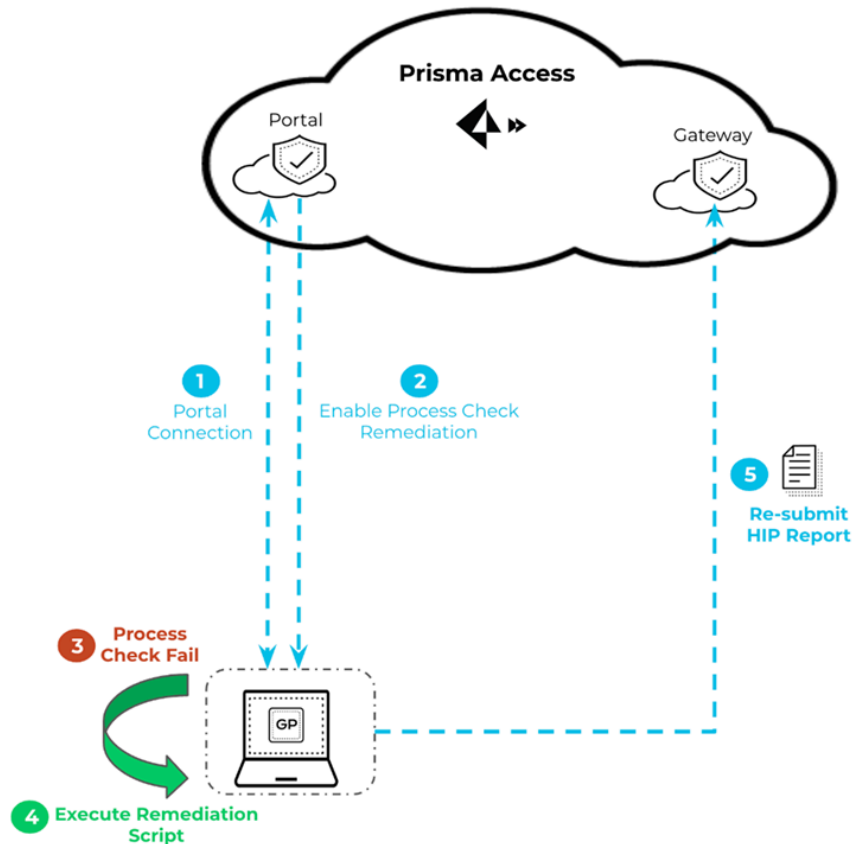 Prisma Access
Portal
Gateway
1
Portal
Connection
2
Enable Process Check
Remediation
5
Re-submit
HIP Report
3
Process
Check Fail
GP
4
Execute Remediation
Script